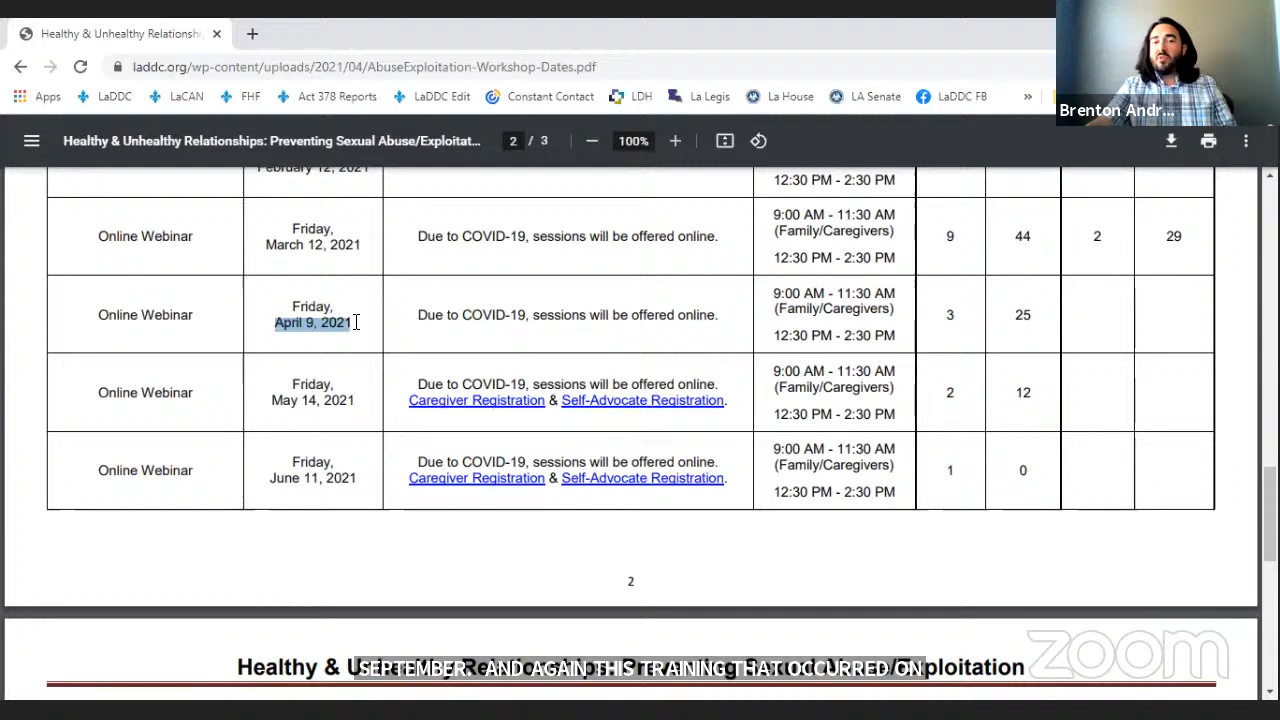 Healthy & Unhealthy Relationshi
laddc.org/wp-content/uploads/2021/04/AbuseExploitation-Workshop-Dates.pdf
Apps LaDDC LaCAN FHF Act 378 Reports LaDDC Edit Constant Contact LDH La Legis La House LA Senate LaDDC FB »
Brenton Andr...
Healthy & Unhealthy Relationships: Preventing Sexual Abuse/Exploitat... 2 / 3 100%
February 12, 2021
12:30 PM - 2:30 PM
Online Webinar
Friday,
March 12, 2021
Due to COVID-19, sessions will be offered online.
9:00 AM - 11:30 AM
(Family/Caregivers)
12:30 PM - 2:30 PM
9 44 2 29
Online Webinar
Friday,
April 9, 2021
Due to COVID-19, sessions will be offered online.
9:00 AM - 11:30 AM
(Family/Caregivers)
12:30 PM - 2:30 PM
3 25
Online Webinar
Friday,
May 14, 2021
Due to COVID-19, sessions will be offered online.
Caregiver Registration & Self-Advocate Registration.
9:00 AM - 11:30 AM
(Family/Caregivers)
12:30 PM - 2:30 PM
2 12
Online Webinar
Friday,
June 11, 2021
Due to COVID-19, sessions will be offered online.
Caregiver Registration & Self-Advocate Registration.
9:00 AM - 11:30 AM
(Family/Caregivers)
12:30 PM - 2:30 PM
1 0
2
zoom
Healthy & Unhealthy Relationships: Preventing Sexual Abuse/Exploitation
SEPTEMBER. AND AGAIN THIS TRAINING THAT OCCURRED ON